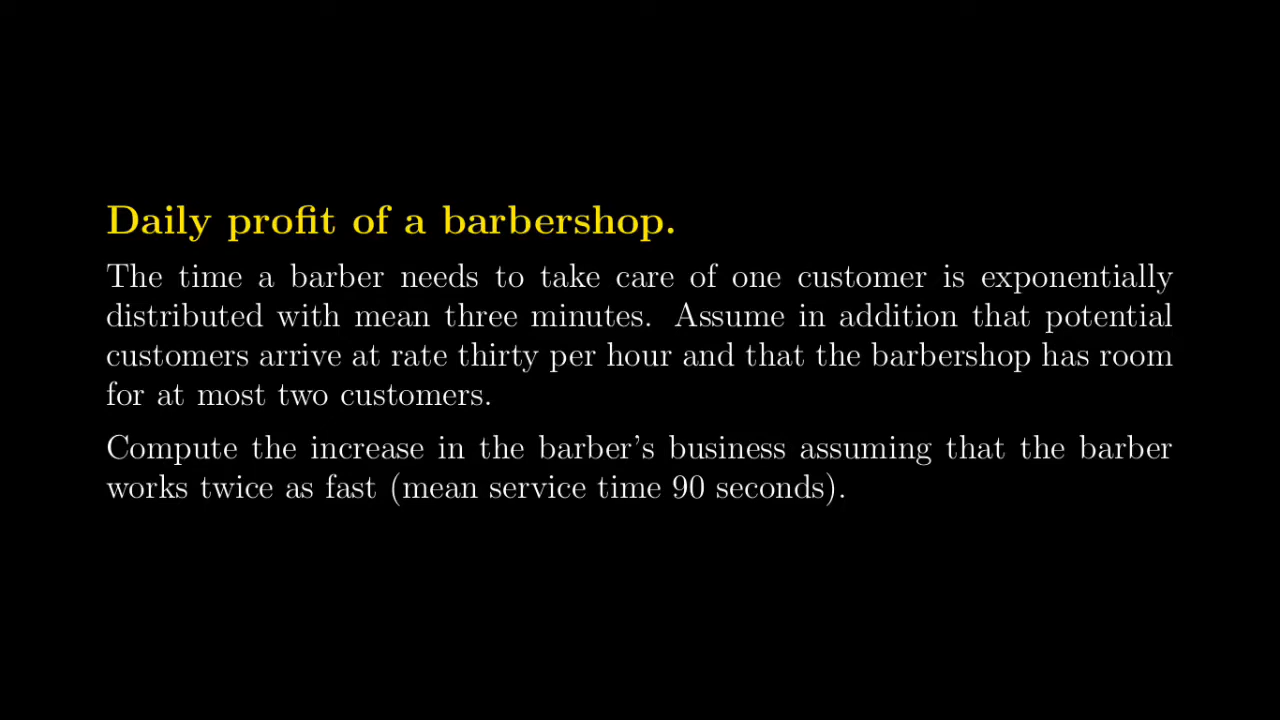 Daily profit of a barbershop.
The time a barber needs to take care of one customer is exponentially
distributed with mean three minutes. Assume in addition that potential
customers arrive at rate thirty per hour and that the barbershop has room
for at most two customers.
Compute the increase in the barber's business assuming that the barber
works twice as fast (mean service time 90 seconds).